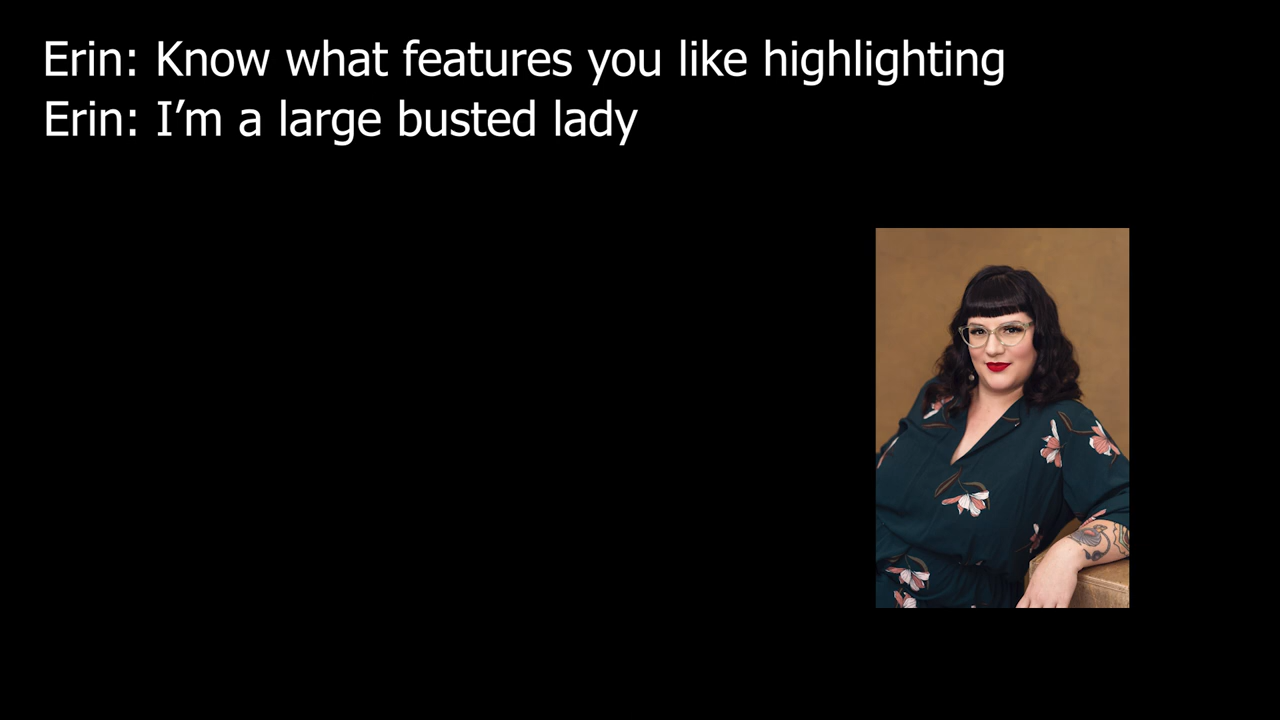 Erin: Know what features you like highlighting
Erin: I’m a large busted lady